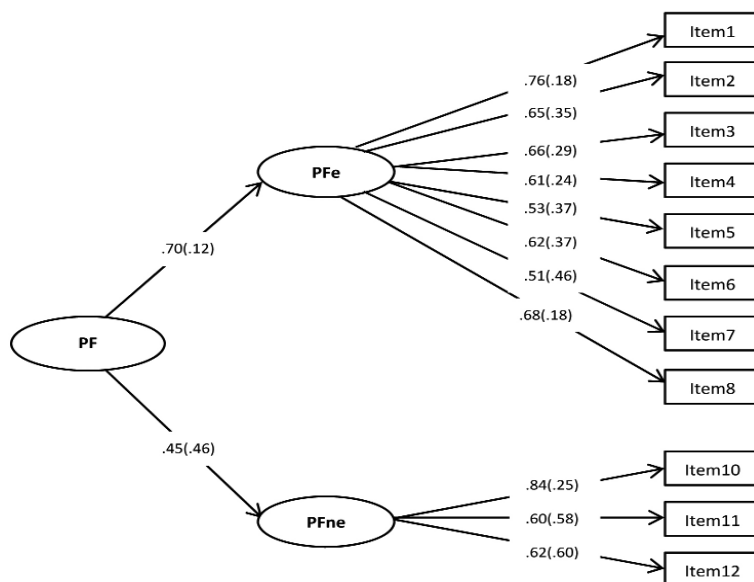 Item1
.76(.18)
Item2
.65(.35)
Item3
.66(.29)
PFe
.61(.24)
Item4
.53(.37)
Item5
.70(.12)
.62(.37)
Item6
.51(.46)
.68(.18)
Item7
PF
Item8
.45(.46)
Item10
.84(.25)
PFne
.60(.58)
Item11
.62(.60)
Item12